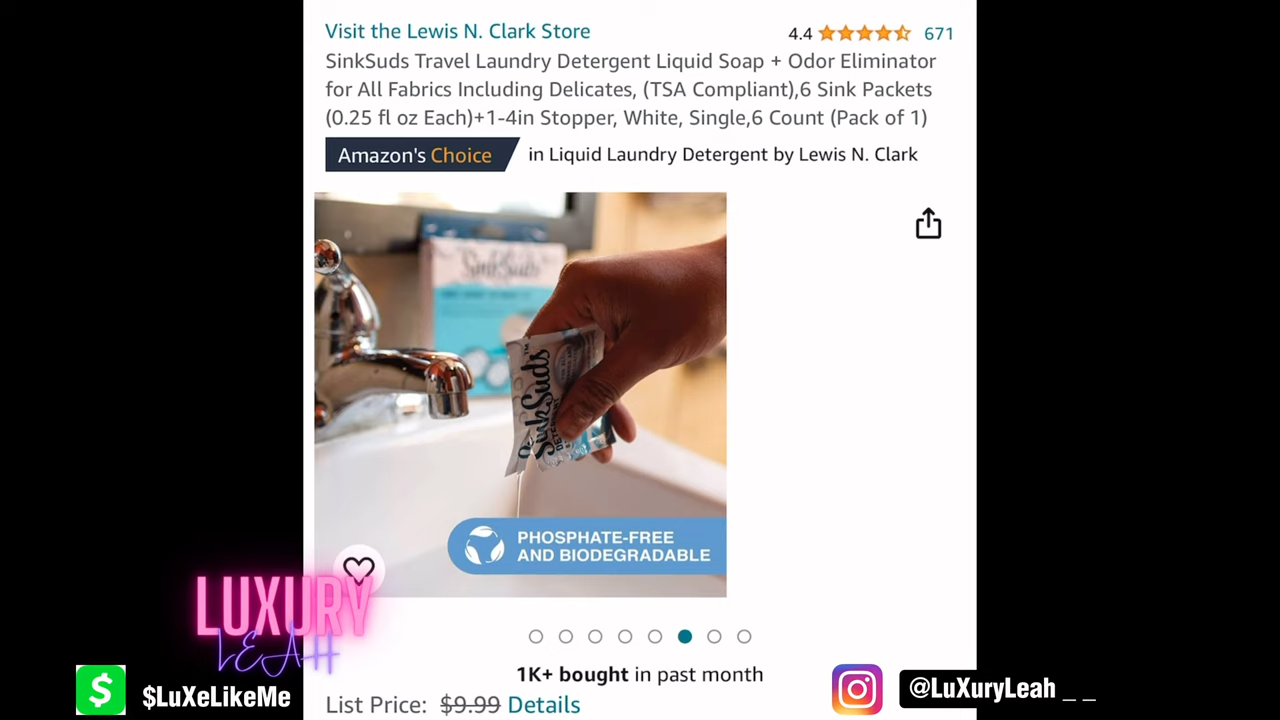 Visit the Lewis N. Clark Store
4.4 671
SinkSuds Travel Laundry Detergent Liquid Soap + Odor Eliminator
for All Fabrics Including Delicates, (TSA Compliant),6 Sink Packets
(0.25 fl oz Each)+1-4in Stopper, White, Single,6 Count (Pack of 1)
Amazon's Choice in Liquid Laundry Detergent by Lewis N. Clark
SinkSuds
SinkSuds™
PHOSPHATE-FREE
AND BIODEGRADABLE
LUXURY
LEAH
1K+ bought in past month
$LuXeLikeMe
@LuXuryLeah _ _
List Price: $9.99 Details